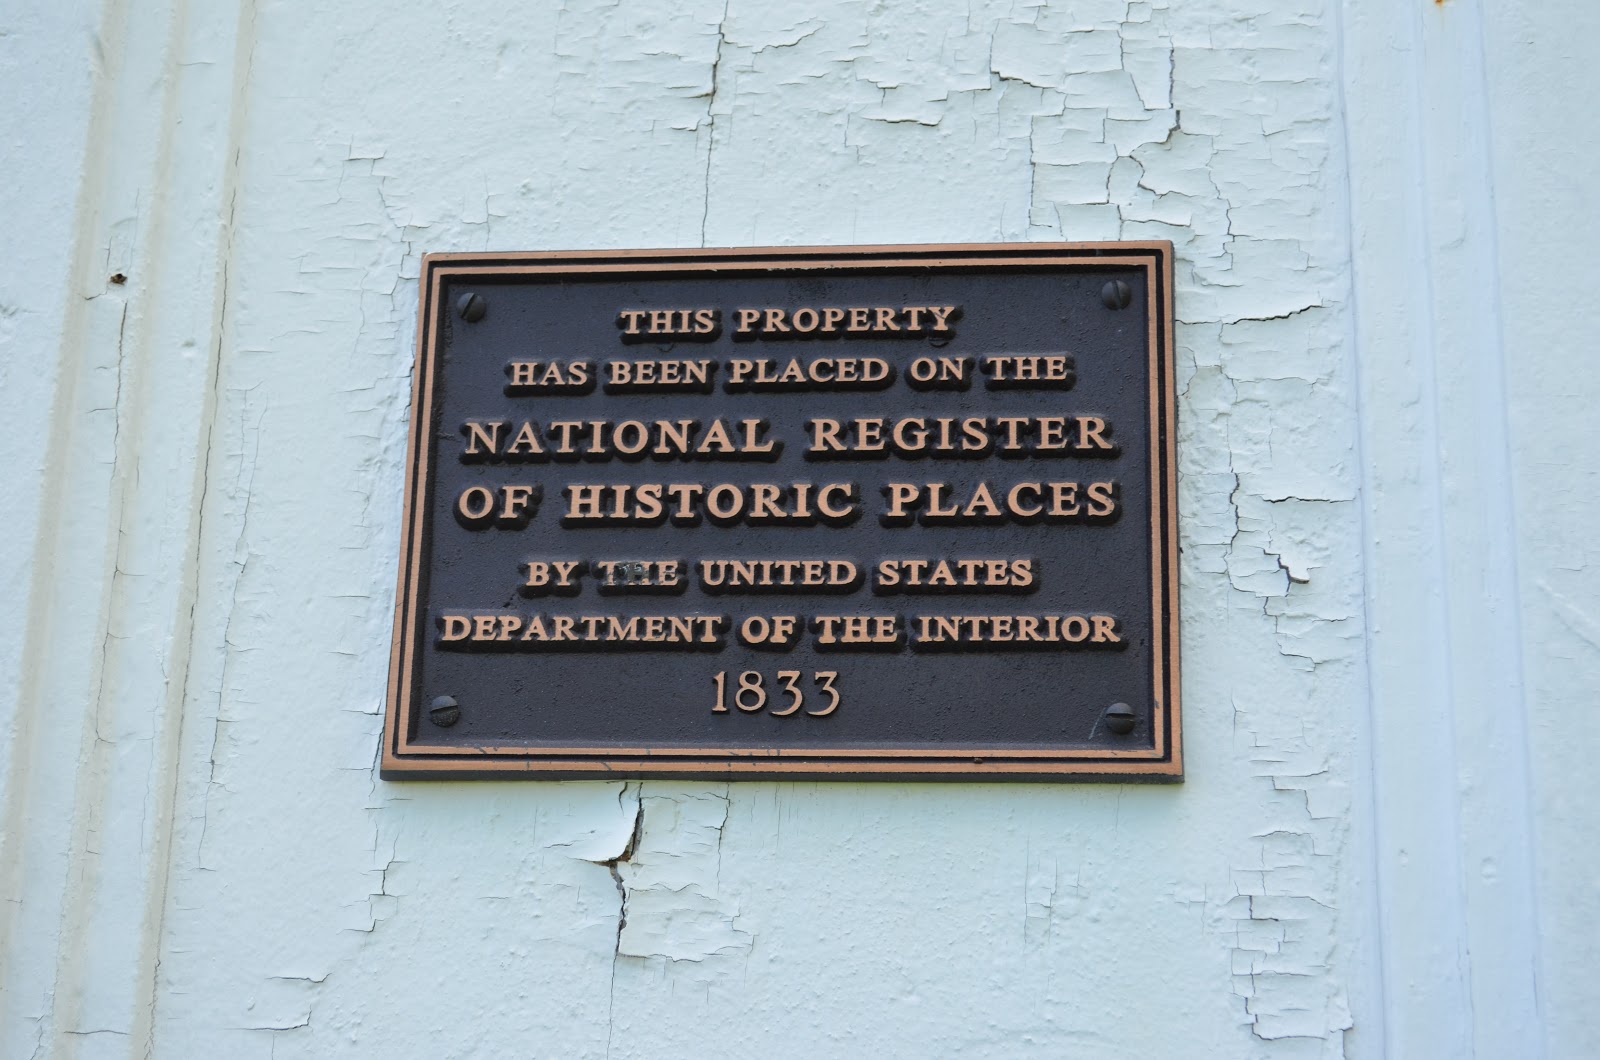 THIS PROPERTY
HAS BEEN PLACED ON THE
NATIONAL REGISTER
OF HISTORIC PLACES
BY THE UNITED STATES
DEPARTMENT OF THE INTERIOR
1833